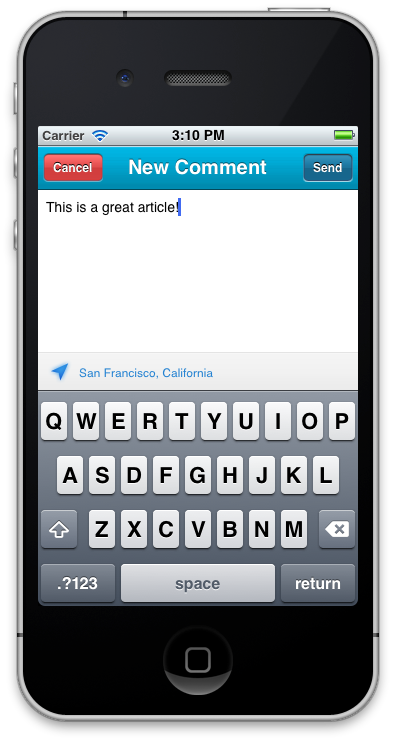 Carrier 3:10 PM
Cancel New Comment Send
This is a great article!
San Francisco, California
Q W E R T Y U I O P
A S D F G H J K L
Z X C V B N M
.?123 space return